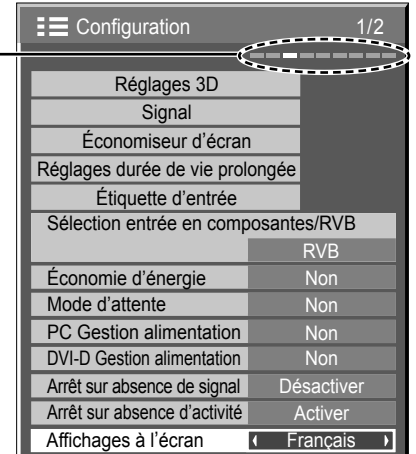 Configuration 1/2
Réglages 3D
Signal
Économiseur d'écran
Réglages durée de vie prolongée
Étiquette d'entrée
Sélection entrée en composantes/RVB
RVB
Économie d'énergie Non
Mode d'attente Non
PC Gestion alimentation Non
DVI-D Gestion alimentation Non
Arrêt sur absence de signal Désactiver
Arrêt sur absence d'activité Activer
Affichages à l'écran Français